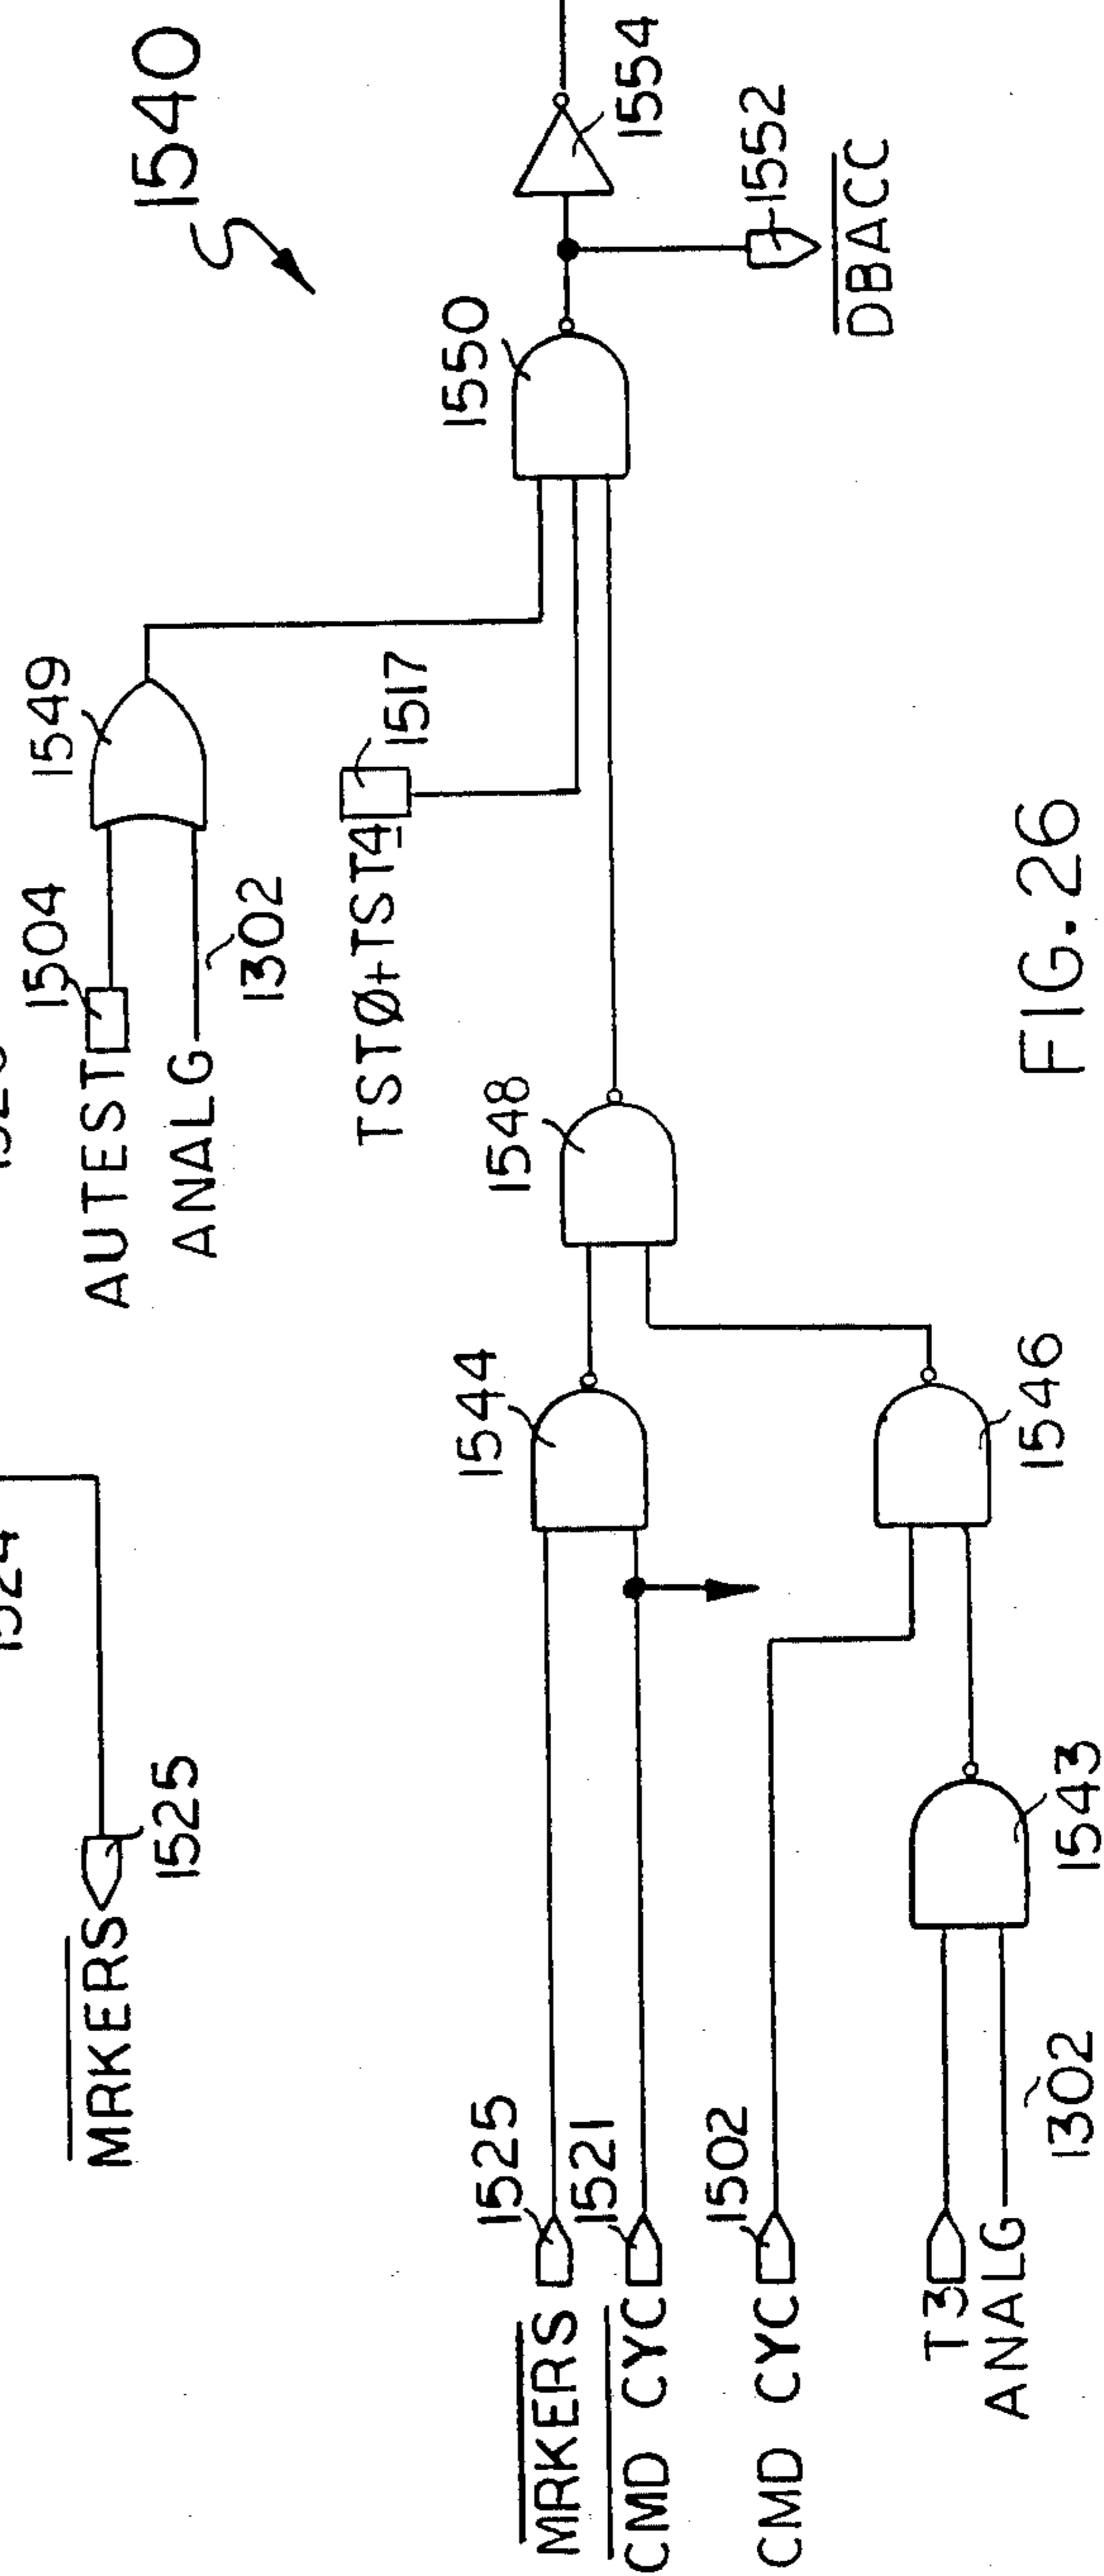 1540
1524
MRKERS
1525
AUTEST
1504
ANALG
1302
1549
TSTØ+TST4
1517
1550
1554
1552
DBACC
MRKERS
1525
CMD CYC
1521
CMD CYC
1502
T3
ANALG
1302
1543
1544
1546
1548
FIG. 26